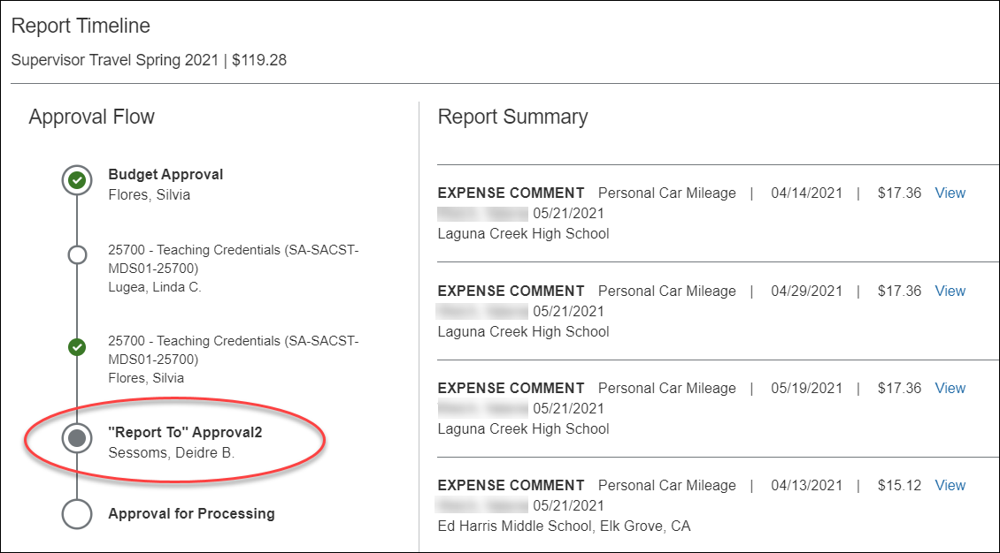 Report Timeline
Supervisor Travel Spring 2021 | $119.28
Approval Flow
Budget Approval
Flores, Silvia
25700 - Teaching Credentials (SA-SACST-
MDS01-25700)
Lugea, Linda C.
25700 - Teaching Credentials (SA-SACST-
MDS01-25700)
Flores, Silvia
"Report To" Approval2
Sessoms, Deidre B.
Approval for Processing
Report Summary
EXPENSE COMMENT Personal Car Mileage | 04/14/2021 | $17.36 View
05/21/2021
Laguna Creek High School
EXPENSE COMMENT Personal Car Mileage | 04/29/2021 | $17.36 View
05/21/2021
Laguna Creek High School
EXPENSE COMMENT Personal Car Mileage | 05/19/2021 | $17.36 View
05/21/2021
Laguna Creek High School
EXPENSE COMMENT Personal Car Mileage | 04/13/2021 | $15.12 View
05/21/2021
Ed Harris Middle School, Elk Grove, CA